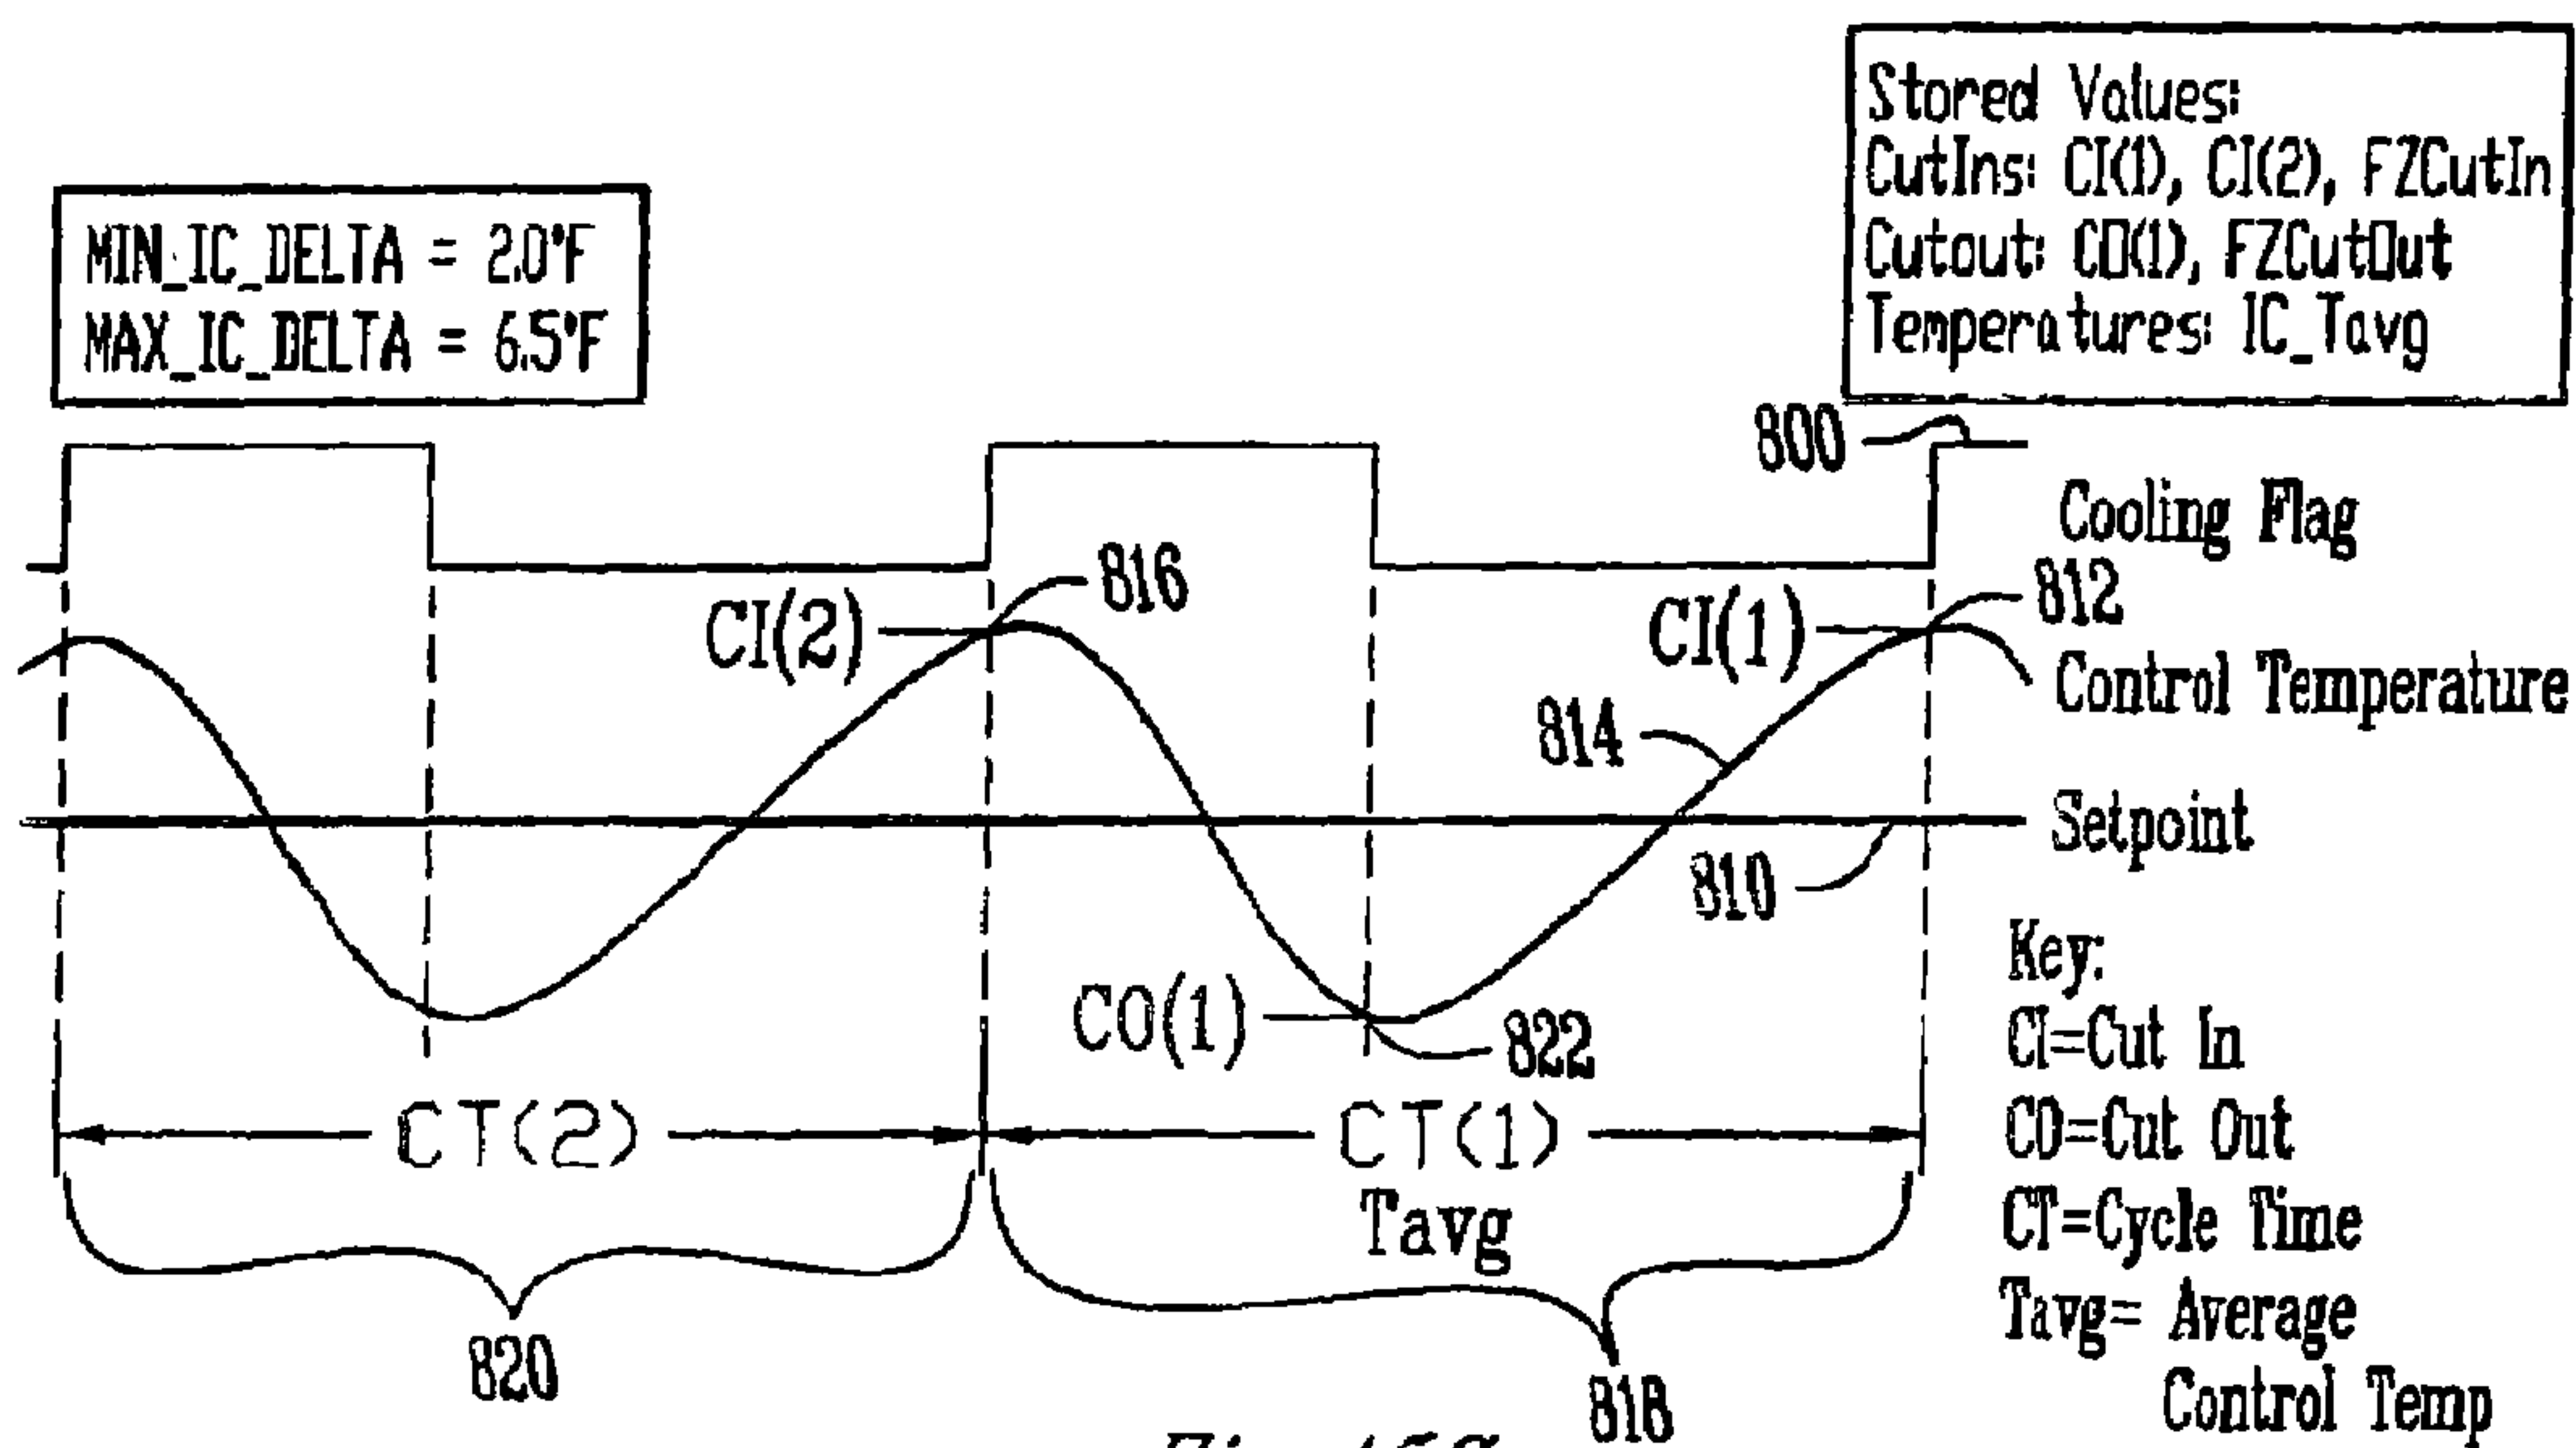 MIN_IC_DELTA = 2.0°F
MAX_IC_DELTA = 6.5°F
Stored Values:
CutIns: CI(1), CI(2), FZCutIn
Cutout: CO(1), FZCutOut
Temperatures: IC_Tavg
800
Cooling Flag
816
812
CI(2)
CI(1)
Control Temperature
814
Setpoint
810
CO(1)
822
Key:
CI=Cut In
CO=Cut Out
CT=Cycle Time
Tavg= Average
Control Temp
CT(2)
CT(1)
Tavg
820
818